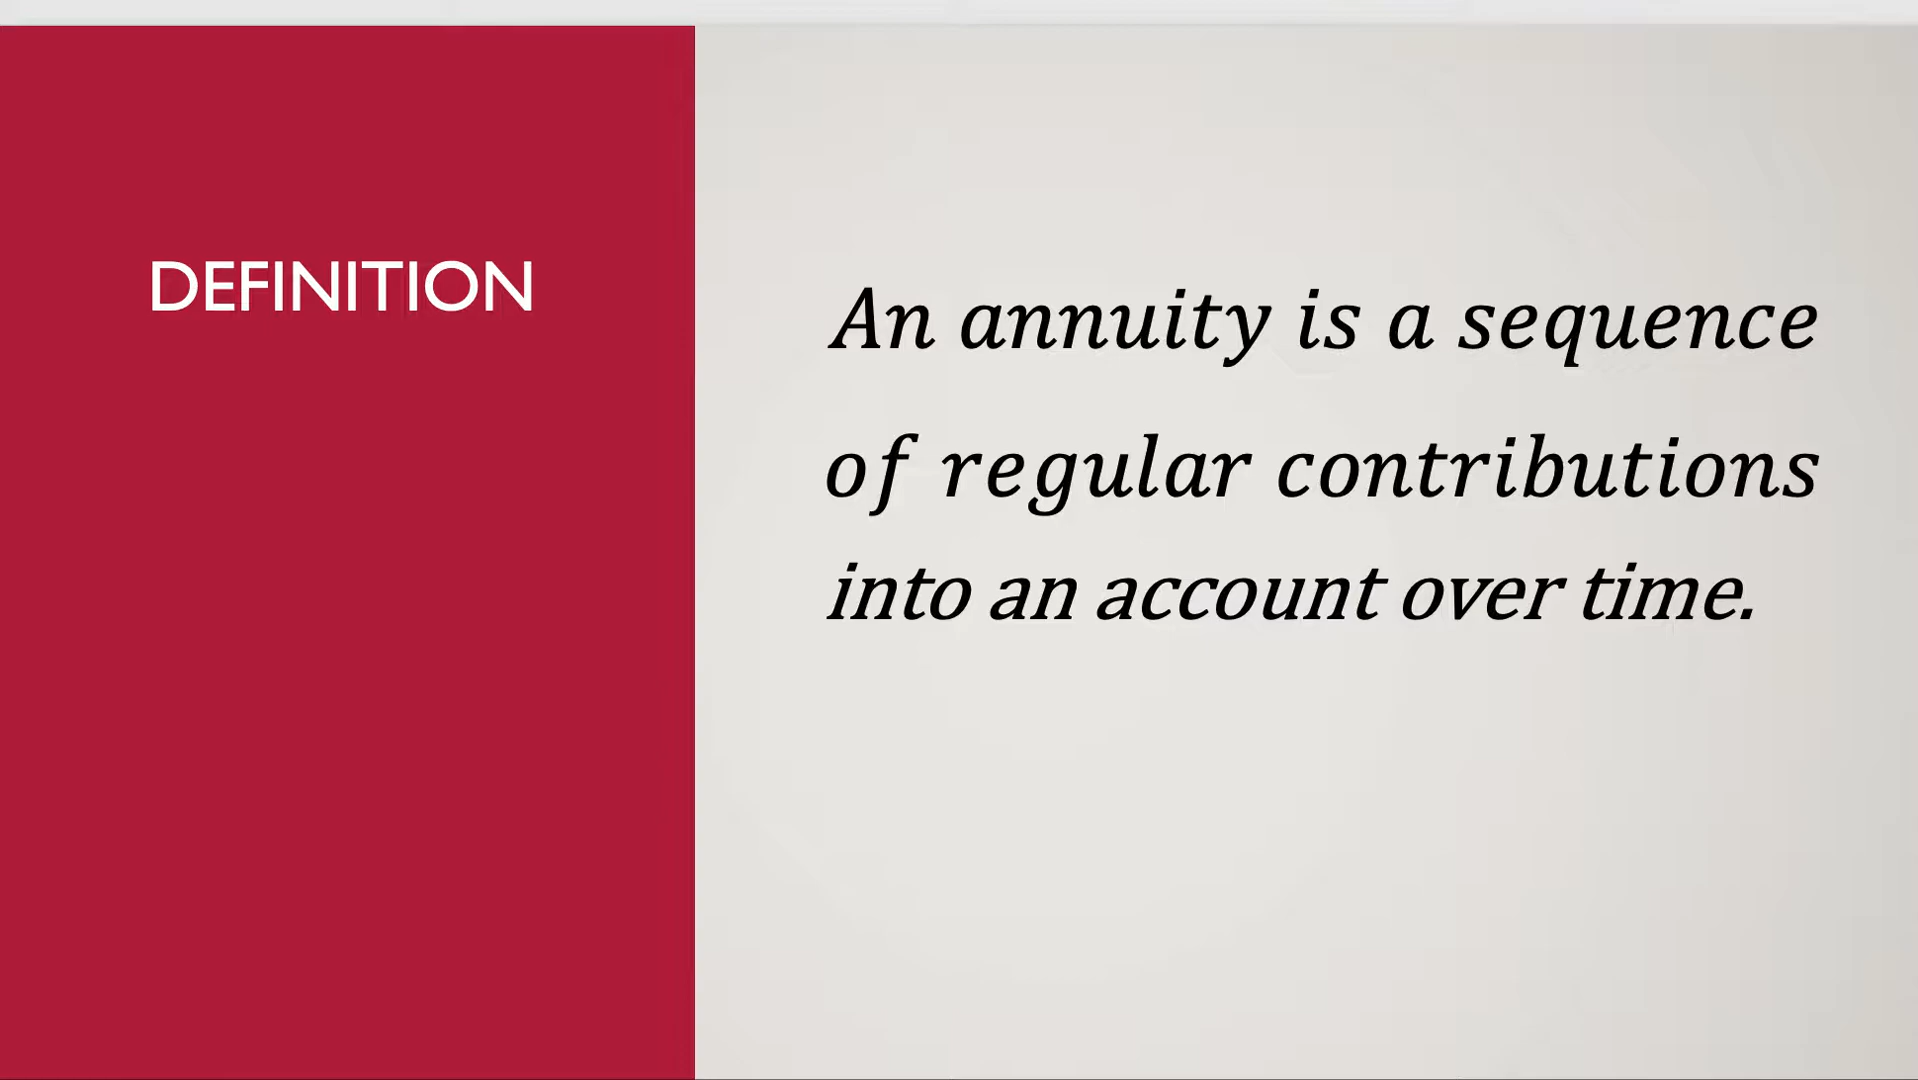 DEFINITION
An annuity is a sequence
of regular contributions
into an account over time.